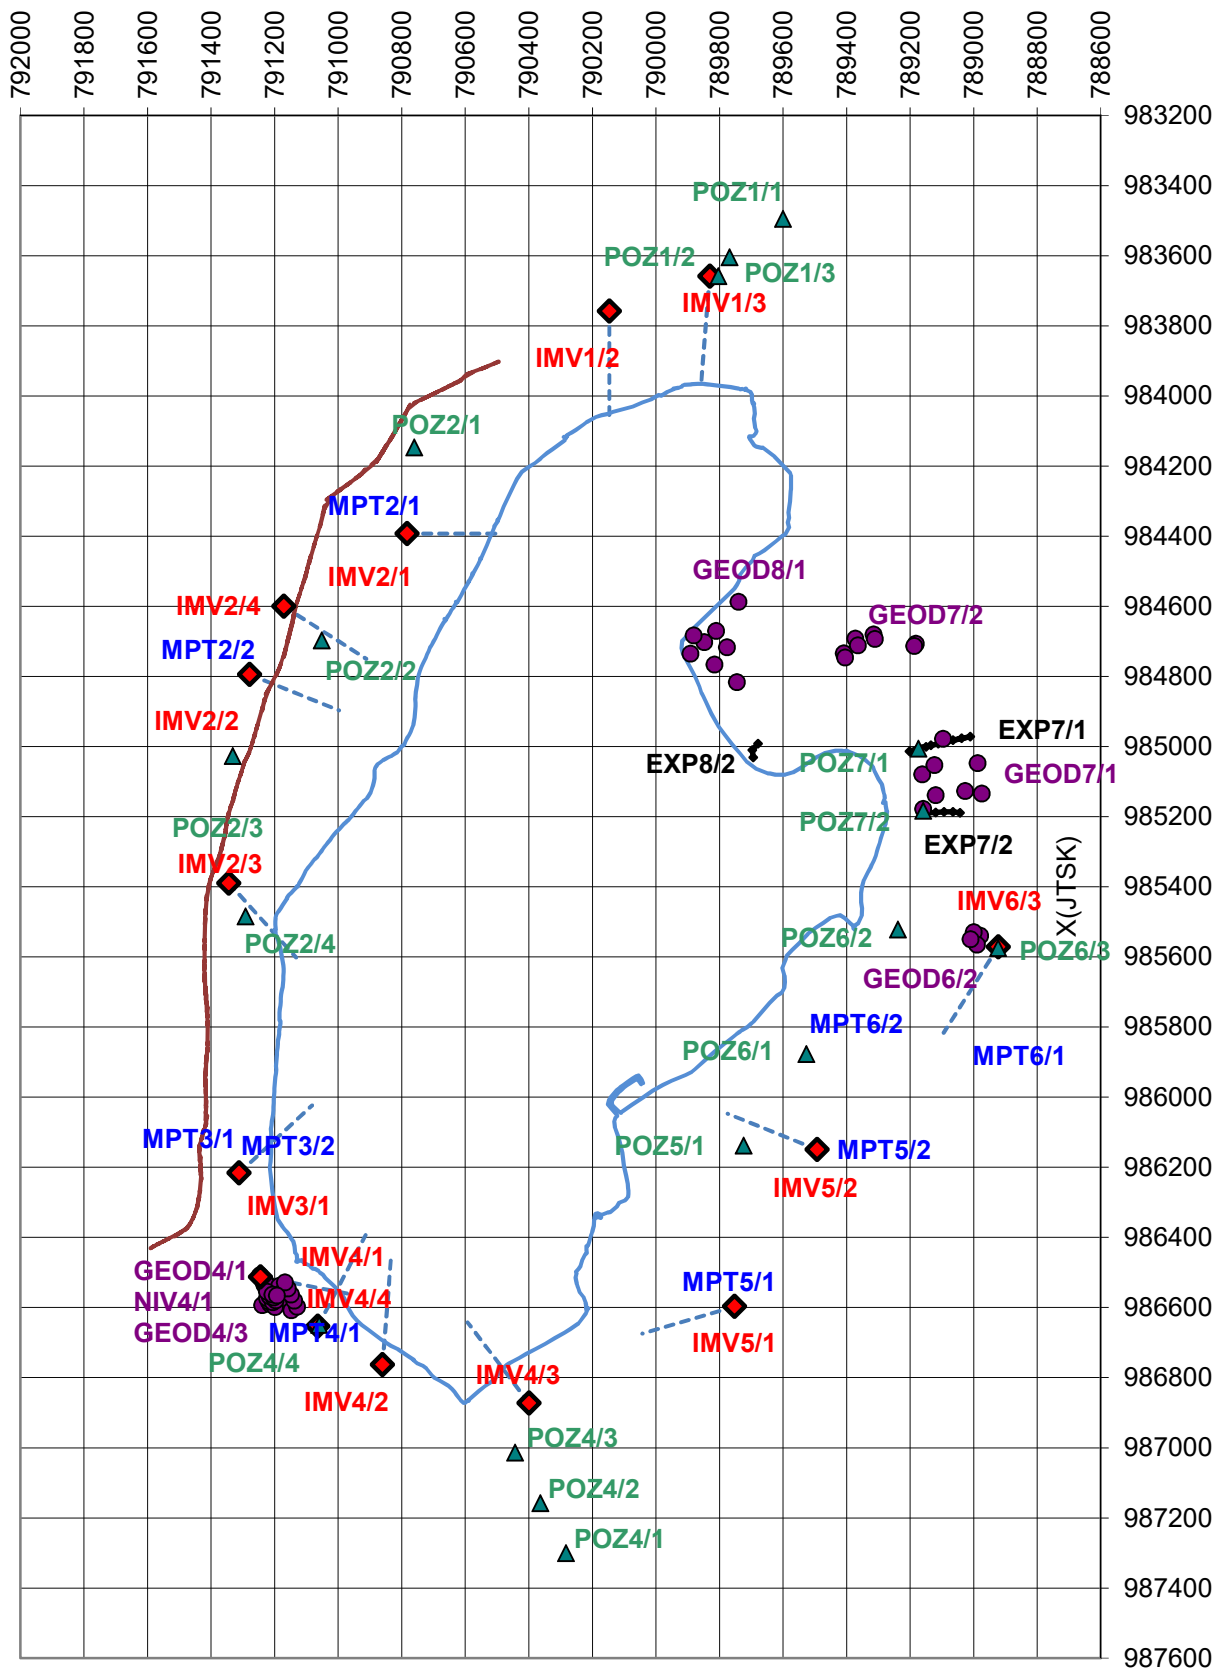 792000
791800
791600
791400
791200
791000
790800
790600
790400
790200
790000
789800
789600
789400
789200
789000
788800
788600
983200
983400
POZ1/1
POZ1/2
983600
POZ1/3
IMV1/3
983800
IMV1/2
984000
POZ2/1
984200
MPT2/1
984400
GEOD8/1
IMV2/1
IMV2/4
984600
GEOD7/2
MPT2/2
POZ2/2
984800
IMV2/2
EXP7/1
985000
EXP8/2
POZ7/1
GEOD7/1
985200
POZ7/2
POZ2/3
EXP7/2
IMV2/3
985400
X(JTSK)
IMV6/3
POZ2/4
POZ6/2
POZ6/3
985600
GEOD6/2
985800
MPT6/2
POZ6/1
MPT6/1
986000
MPT3/1
MPT3/2
POZ5/1
MPT5/2
986200
IMV5/2
IMV3/1
986400
IMV4/1
GEOD4/1
MPT5/1
NIV4/1
IMV4/4
986600
GEOD4/3
MPT4/1
IMV5/1
POZ4/4
IMV4/3
986800
IMV4/2
POZ4/3
987000
POZ4/2
987200
POZ4/1
987400
987600